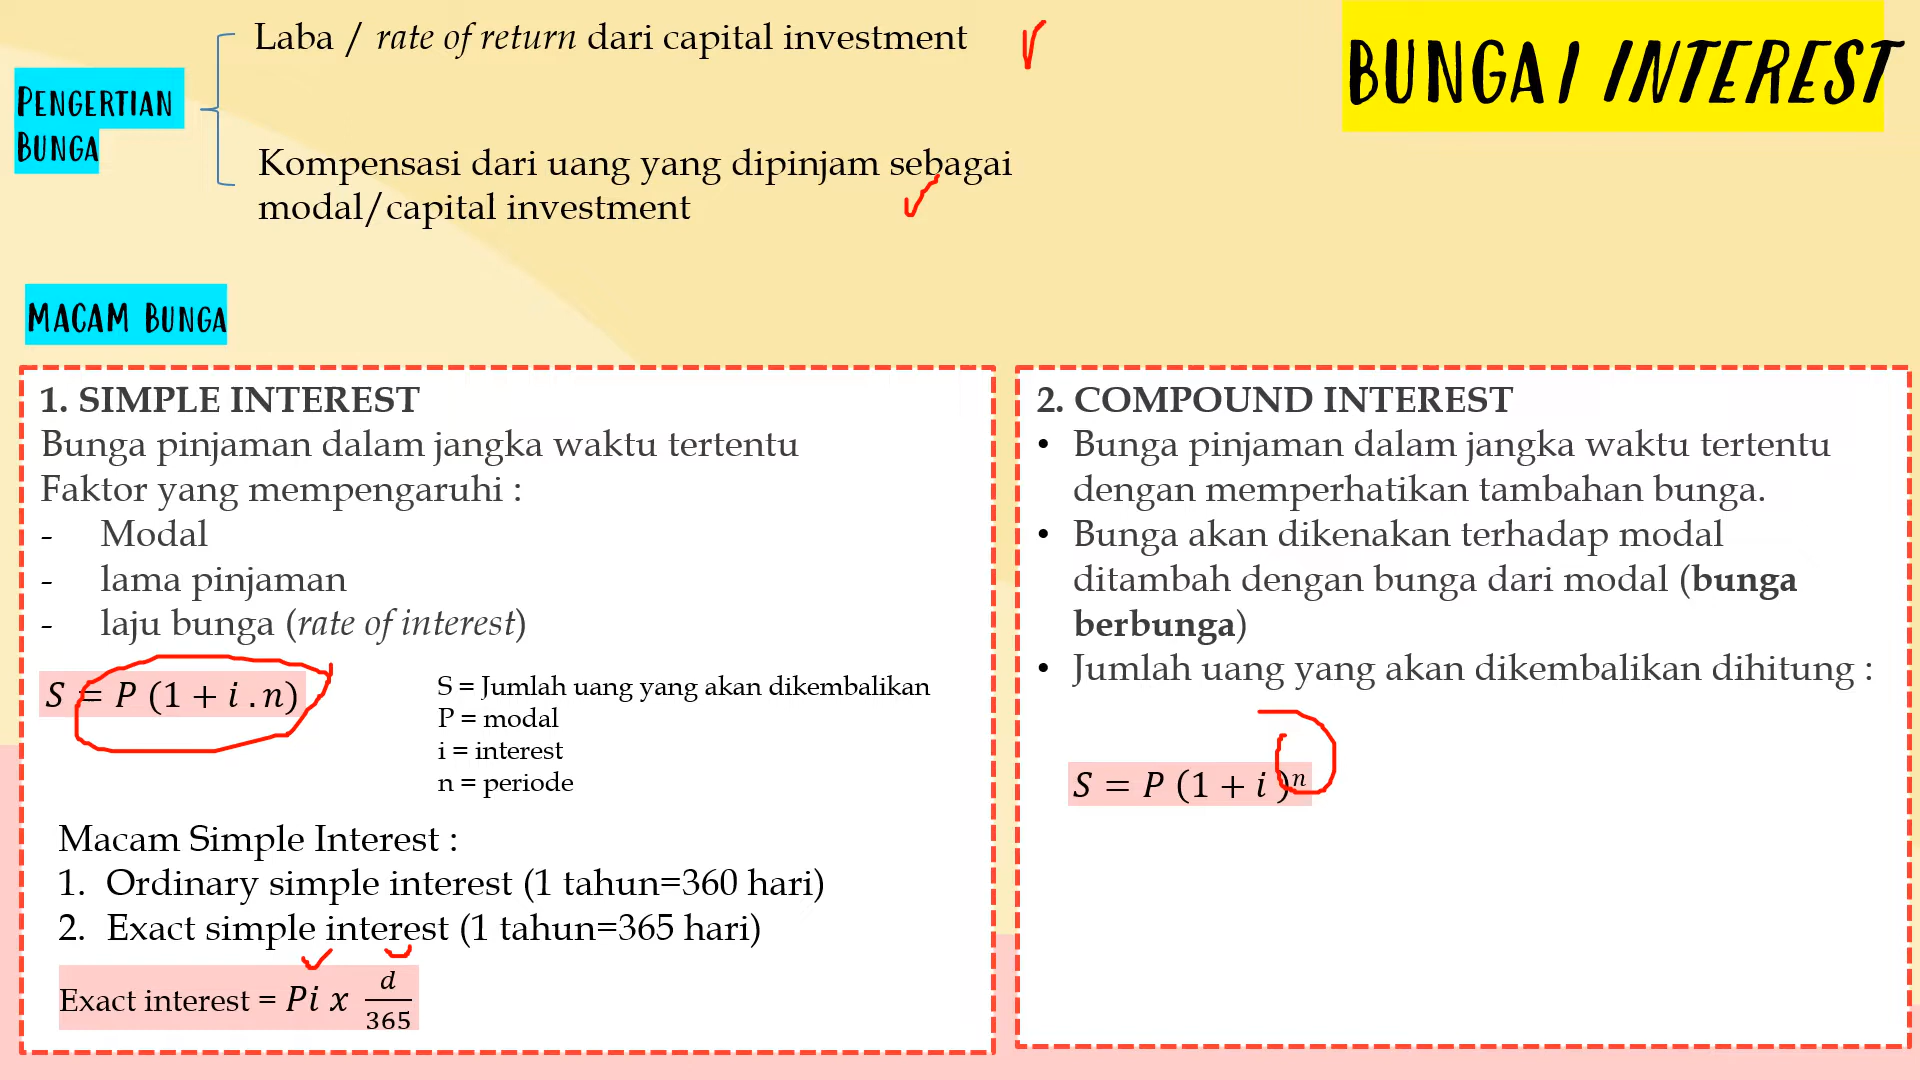 BUNGA/ INTEREST
PENGERTIAN
BUNGA
Laba / rate of return dari capital investment
Kompensasi dari uang yang dipinjam sebagai
modal/capital investment
MACAM BUNGA
1. SIMPLE INTEREST
Bunga pinjaman dalam jangka waktu tertentu
Faktor yang mempengaruhi :
- Modal
- lama pinjaman
- laju bunga (rate of interest)
S = P (1 + i . n)
S = Jumlah uang yang akan dikembalikan
P = modal
i = interest
n = periode
Macam Simple Interest :
1. Ordinary simple interest (1 tahun=360 hari)
2. Exact simple interest (1 tahun=365 hari)
Exact interest = Pi x d/365
2. COMPOUND INTEREST
• Bunga pinjaman dalam jangka waktu tertentu
dengan memperhatikan tambahan bunga.
• Bunga akan dikenakan terhadap modal
ditambah dengan bunga dari modal (bunga
berbunga)
• Jumlah uang yang akan dikembalikan dihitung :
S = P (1 + i )ⁿ